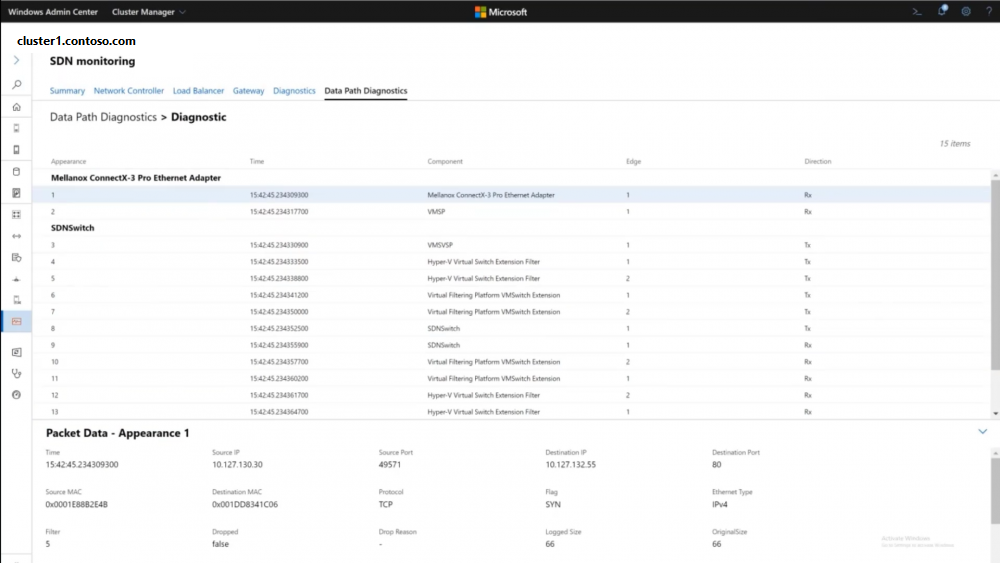 Windows Admin Center Cluster Manager Microsoft
cluster1.contoso.com
SDN monitoring
Summary Network Controller Load Balancer Gateway Diagnostics Data Path Diagnostics
Data Path Diagnostics > Diagnostic
15 items
Appearance Time Component Edge Direction
Mellanox ConnectX-3 Pro Ethernet Adapter
1 15:42:45.234309300 Mellanox ConnectX-3 Pro Ethernet Adapter 1 Rx
2 15:42:45.234317700 VMSP 1 Rx
SDNSwitch
3 15:42:45.234330900 VMSVSP 1 Tx
4 15:42:45.234333500 Hyper-V Virtual Switch Extension Filter 1 Tx
5 15:42:45.234338800 Hyper-V Virtual Switch Extension Filter 2 Tx
6 15:42:45.234341200 Virtual Filtering Platform VMSwitch Extension 1 Tx
7 15:42:45.234350000 Virtual Filtering Platform VMSwitch Extension 2 Tx
8 15:42:45.234352500 SDNSwitch 1 Tx
9 15:42:45.234355900 SDNSwitch 1 Rx
10 15:42:45.234357700 Virtual Filtering Platform VMSwitch Extension 2 Rx
11 15:42:45.234360200 Virtual Filtering Platform VMSwitch Extension 1 Rx
12 15:42:45.234361700 Hyper-V Virtual Switch Extension Filter 2 Rx
13 15:42:45.234364700 Hyper-V Virtual Switch Extension Filter 1 Rx
Packet Data - Appearance 1
Time Source IP Source Port Destination IP Destination Port
15:42:45.234309300 10.127.130.30 49571 10.127.132.55 80
Source MAC Destination MAC Protocol Flag Ethernet Type
0x0001E88B2E4B 0x001DD8341C06 TCP SYN IPv4
Filter Dropped Drop Reason Logged Size OriginalSize
5 false - 66 66
Activate Windows
Go to Settings to activate Windows.